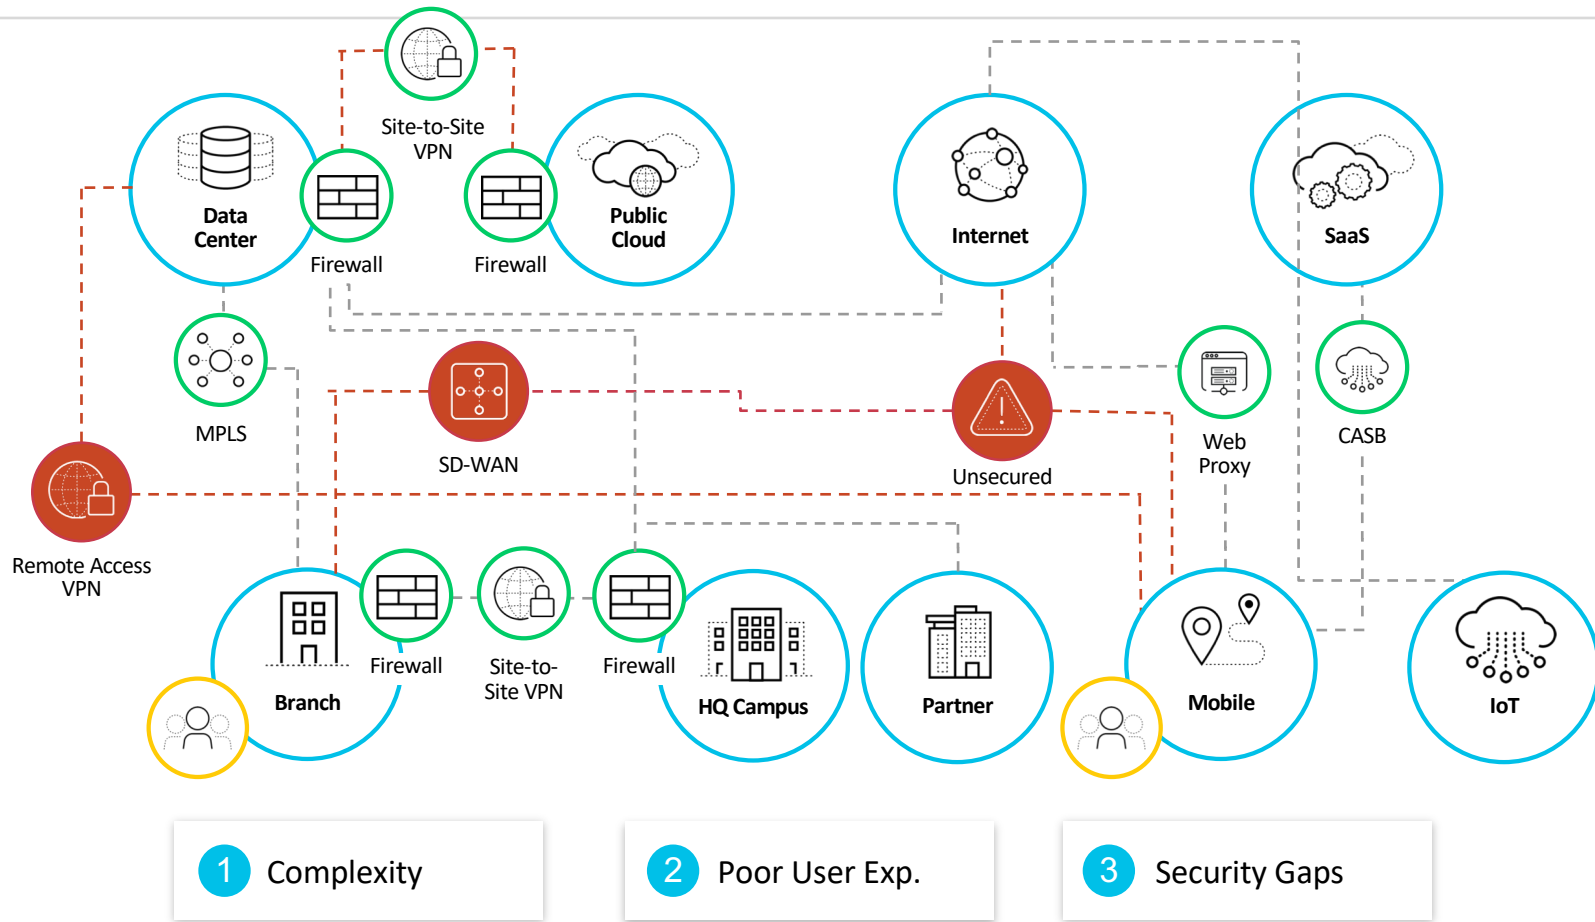 Site-to-Site
VPN
Data
Center
Firewall
Firewall
Public
Cloud
Internet
SaaS
MPLS
SD-WAN
Unsecured
Web
Proxy
CASB
Remote Access
VPN
Branch
Firewall
Site-to-
Site VPN
Firewall
HQ Campus
Partner
Mobile
IoT
1 Complexity
2 Poor User Exp.
3 Security Gaps